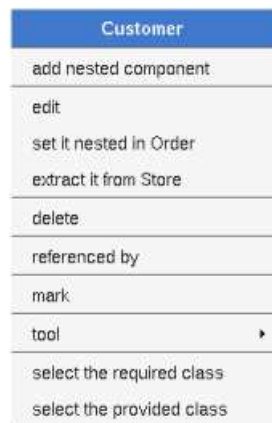 Customer
add nested component
edit
set it nested in Order
extract it from Store
delete
referenced by
mark
tool
select the required class
select the provided class